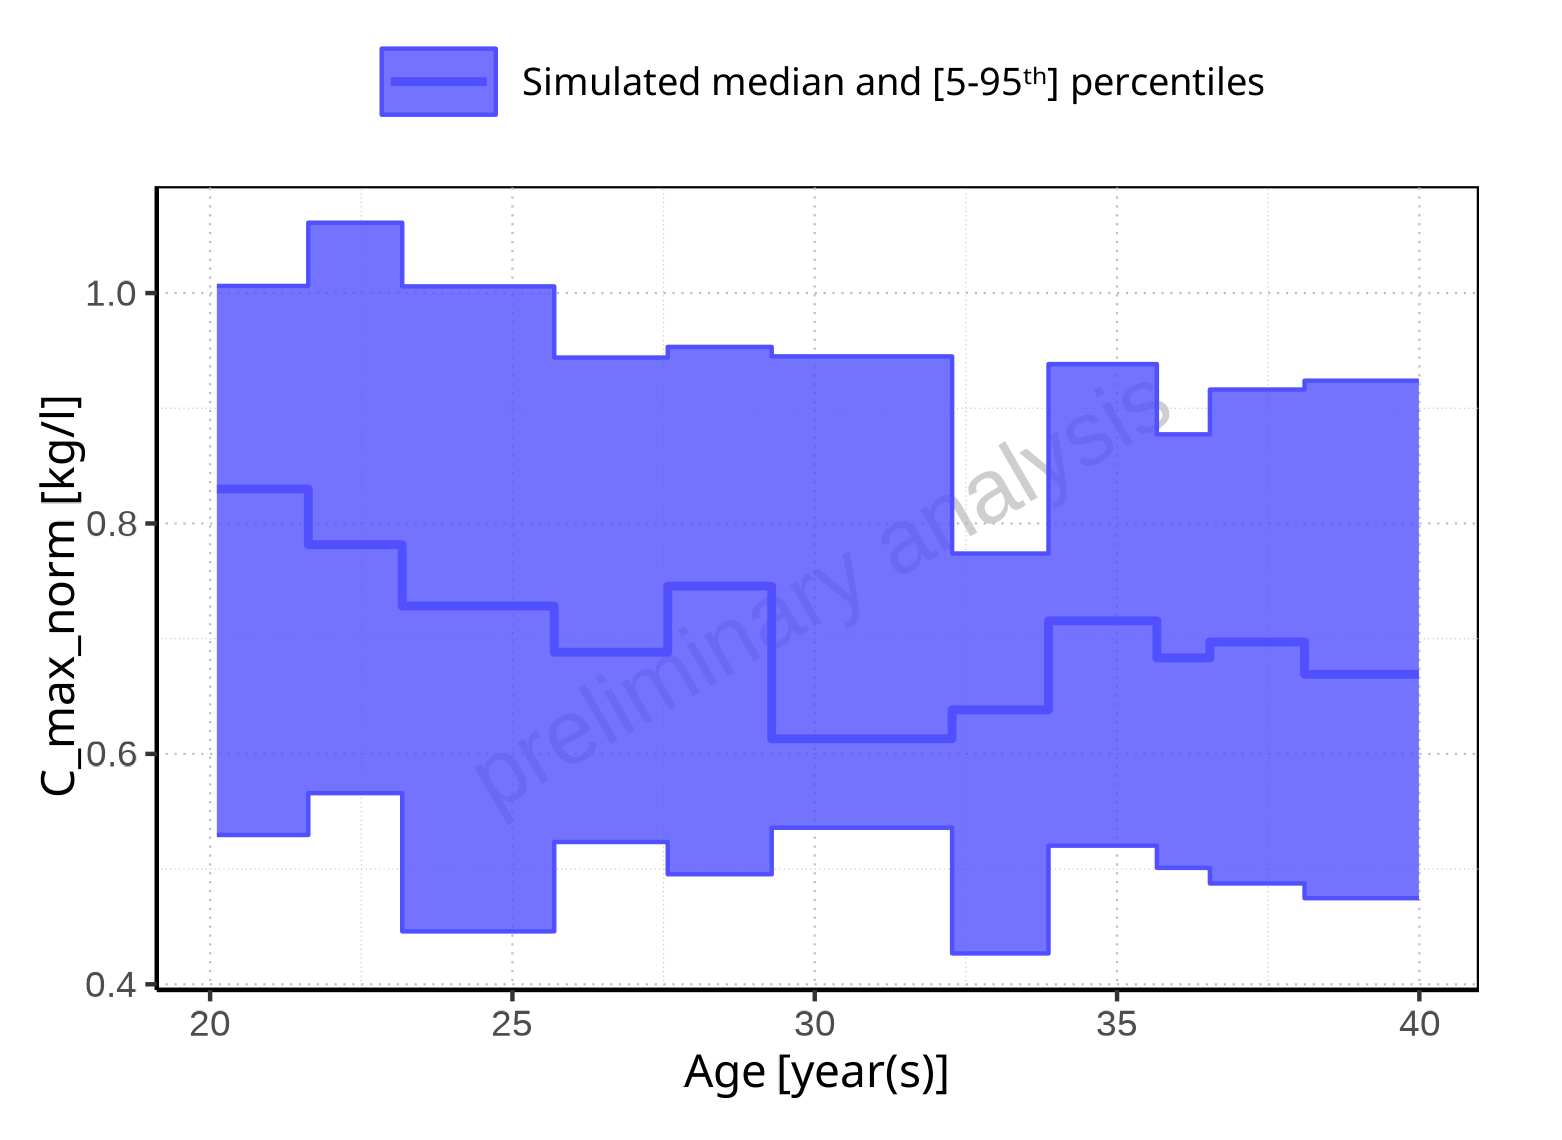 Simulated median and [5-95ᵗʰ] percentiles
C_max_norm [kg/l]
1.0
0.8
0.6
0.4
preliminary analysis
20 25 30 35 40
Age [year(s)]